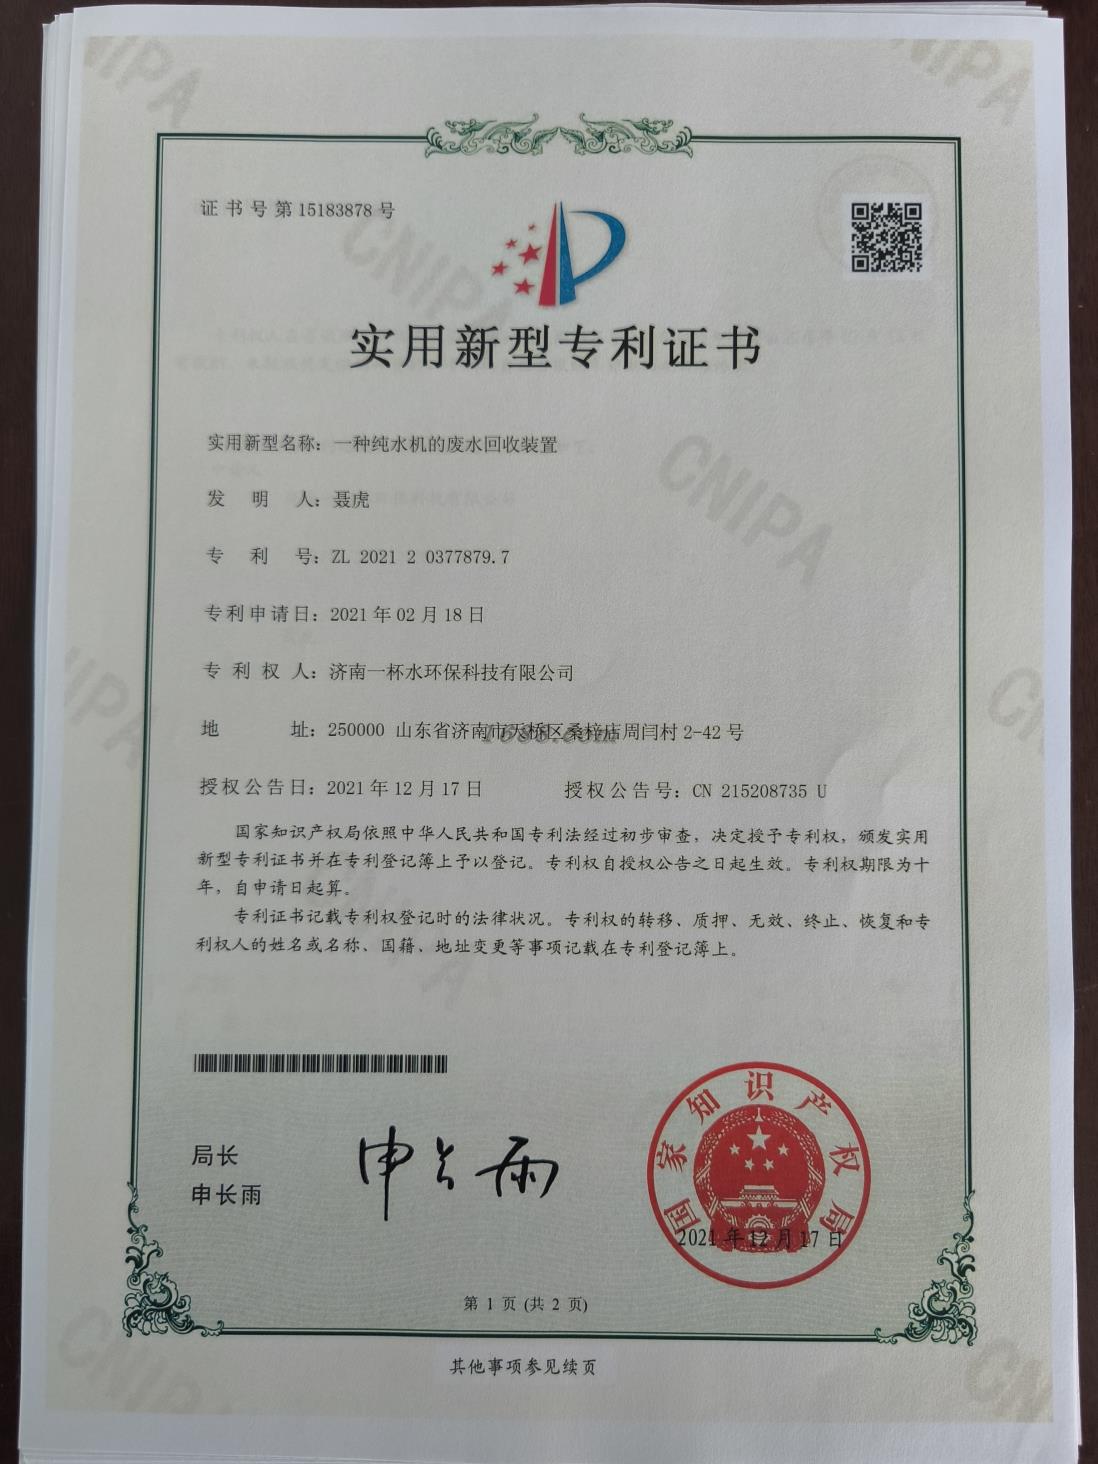 证书号第15183878号
实用新型专利证书
实用新型名称：一种纯水机的废水回收装置
发明人：聂虎
专利号：ZL 2021 2 0377879.7
专利申请日：2021年02月18日
专利权人：济南一杯水环保科技有限公司
地址：250000 山东省济南市天桥区桑梓店周闫村2-42号
1688.com
授权公告日：2021年12月17日 授权公告号：CN 215208735 U
国家知识产权局依照中华人民共和国专利法经过初步审查，决定授予专利权，颁发实用
新型专利证书并在专利登记簿上予以登记。专利权自授权公告之日起生效。专利权期限为十
年，自申请日起算。
专利证书记载专利权登记时的法律状况。专利权的转移、质押、无效、终止、恢复和专
利权人的姓名或名称、国籍、地址变更等事项记载在专利登记簿上。
局长
申长雨
申长雨
国家知识产权局
2021年12月17日
第 1 页 (共 2 页)
其他事项参见续页
CNIPA
CNIPA
CNIPA
CNIPA